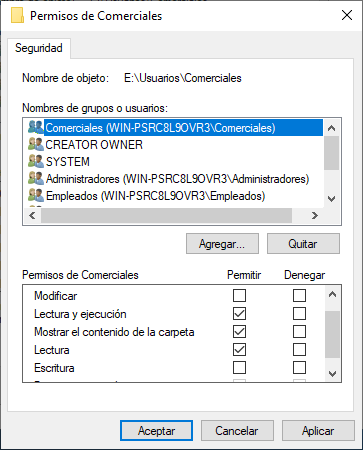 Permisos de Comerciales
Seguridad
Nombre de objeto: E:\Usuarios\Comerciales
Nombres de grupos o usuarios:
Comerciales (WIN-PSRC8L9OVR3\Comerciales)
CREATOR OWNER
SYSTEM
Administradores (WIN-PSRC8L9OVR3\Administradores)
Empleados (WIN-PSRC8L9OVR3\Empleados)
Agregar... Quitar
Permisos de Comerciales Permitir Denegar
Modificar
Lectura y ejecución
Mostrar el contenido de la carpeta
Lectura
Escritura
Aceptar Cancelar Aplicar